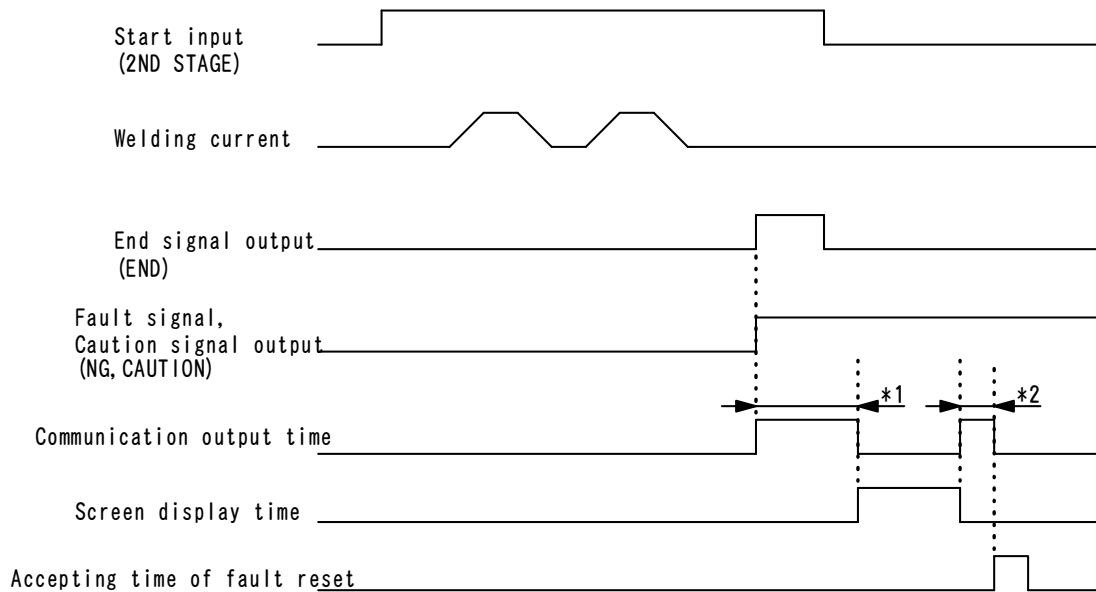 Start input
(2ND STAGE)
Welding current
End signal output
(END)
Fault signal,
Caution signal output
(NG,CAUTION)
*1
*2
Communication output time
Screen display time
Accepting time of fault reset